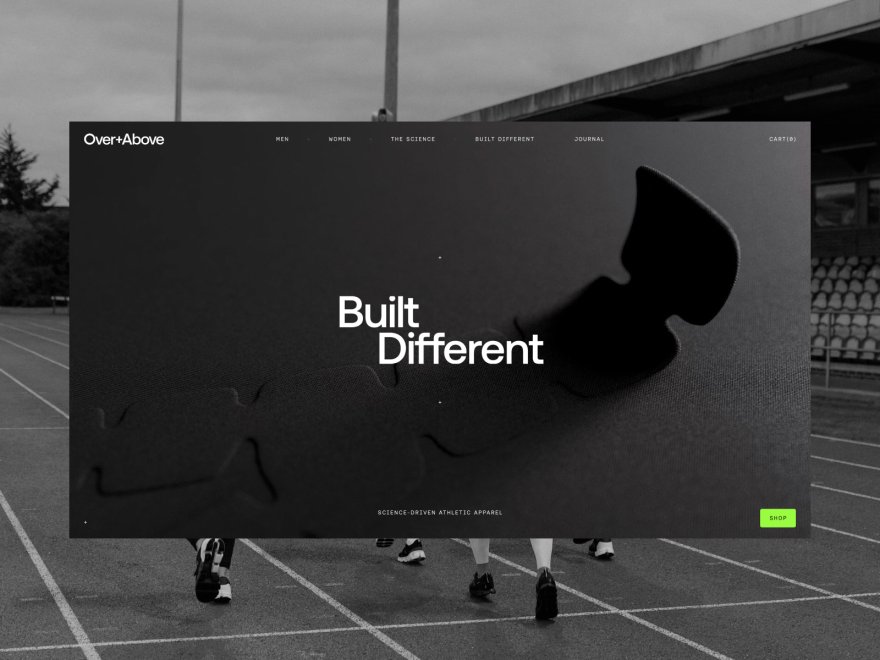 Over+Above
MEN
WOMEN
THE SCIENCE
BUILT DIFFERENT
JOURNAL
CART(0)
Built
Different
SCIENCE-DRIVEN ATHLETIC APPAREL
SHOP